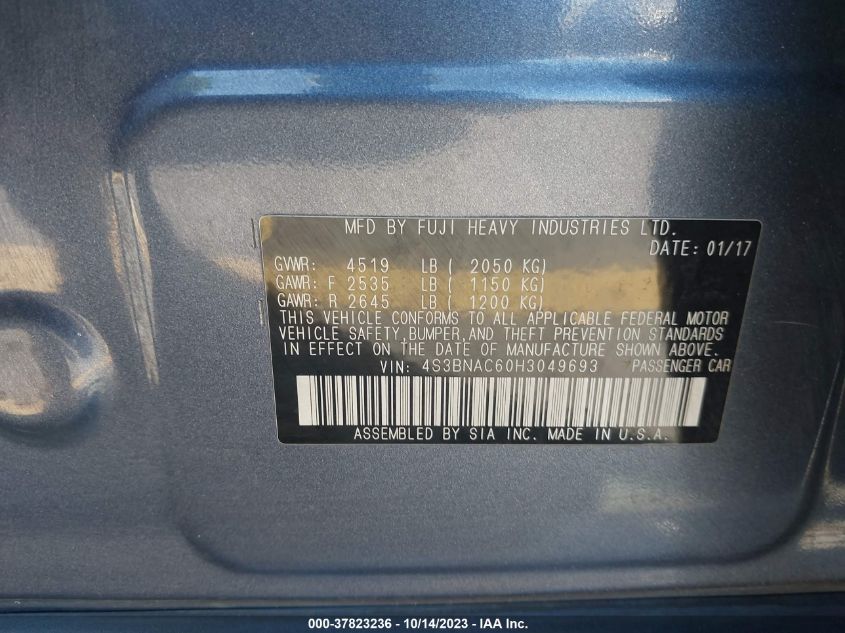 MFD BY FUJI HEAVY INDUSTRIES LTD.
DATE: 01/17
GVWR: 4519 LB ( 2050 KG)
GAWR: F 2535 LB ( 1150 KG)
GAWR: R 2645 LB ( 1200 KG)
THIS VEHICLE CONFORMS TO ALL APPLICABLE FEDERAL MOTOR
VEHICLE SAFETY, BUMPER, AND THEFT PREVENTION STANDARDS
IN EFFECT ON THE DATE OF MANUFACTURE SHOWN ABOVE.
VIN: 4S3BNAC60H3049693 PASSENGER CAR
ASSEMBLED BY SIA INC. MADE IN U.S.A.
000-37823236 - 10/14/2023 - IAA Inc.